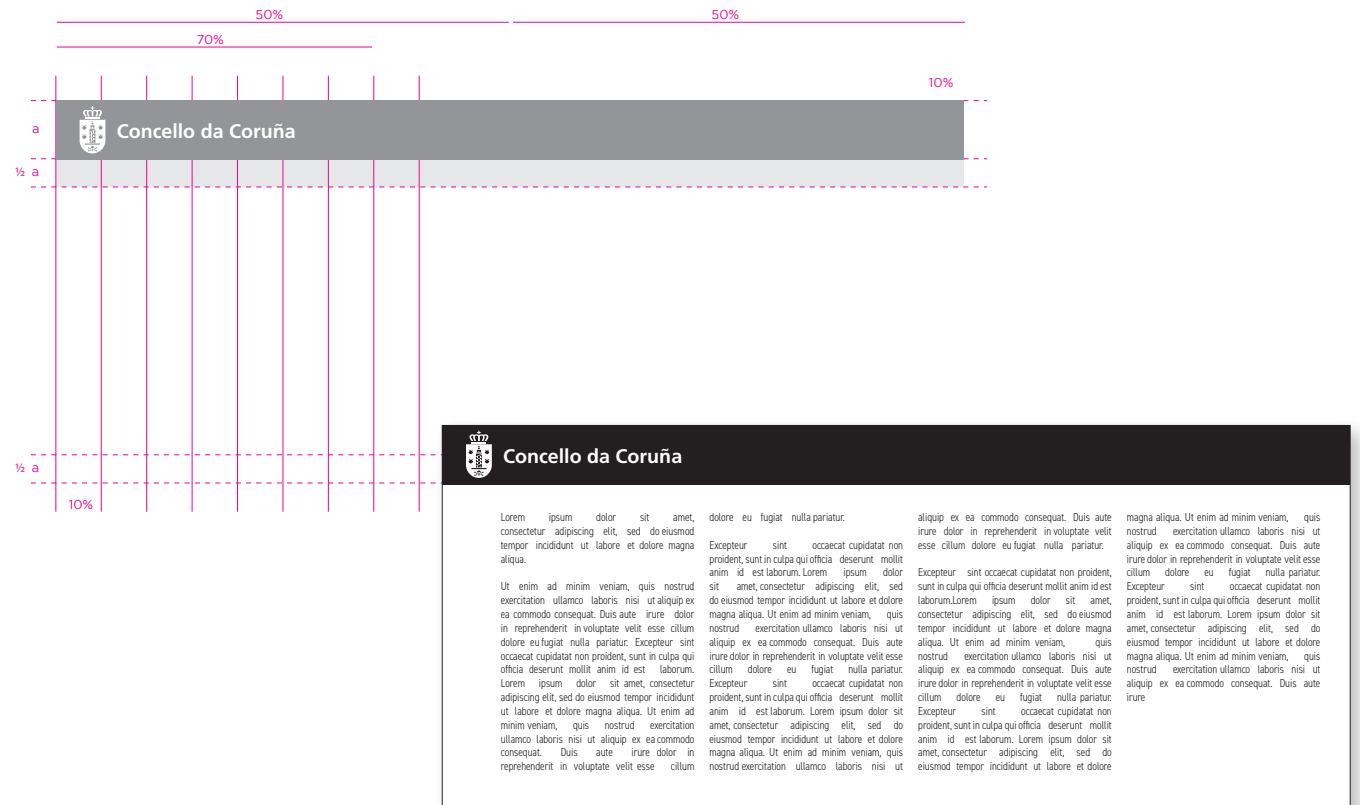 50%
50%
70%
10%
a
Concello da Coruña
½ a
½ a
10%
Concello da Coruña
Lorem ipsum dolor sit amet,
consectetur adipiscing elit, sed do eiusmod
tempor incididunt ut labore et dolore magna
aliqua.
Ut enim ad minim veniam, quis nostrud
exercitation ullamco laboris nisi ut aliquip ex
ea commodo consequat. Duis aute irure dolor
in reprehenderit in voluptate velit esse cillum
dolore eu fugiat nulla pariatur. Excepteur sint
occaecat cupidatat non proident, sunt in culpa qui
officia deserunt mollit anim id est laborum.
Lorem ipsum dolor sit amet, consectetur
adipiscing elit, sed do eiusmod tempor incididunt
ut labore et dolore magna aliqua. Ut enim ad
minim veniam, quis nostrud exercitation
ullamco laboris nisi ut aliquip ex ea commodo
consequat. Duis aute irure dolor in
reprehenderit in voluptate velit esse cillum
dolore eu fugiat nulla pariatur.
Excepteur sint occaecat cupidatat non
proident, sunt in culpa qui officia deserunt mollit
anim id est laborum. Lorem ipsum dolor
sit amet, consectetur adipiscing elit, sed
do eiusmod tempor incididunt ut labore et dolore
magna aliqua. Ut enim ad minim veniam, quis
nostrud exercitation ullamco laboris nisi ut
aliquip ex ea commodo consequat. Duis aute
irure dolor in reprehenderit in voluptate velit esse
cillum dolore eu fugiat nulla pariatur.
Excepteur sint occaecat cupidatat non
proident, sunt in culpa qui officia deserunt mollit
anim id est laborum. Lorem ipsum dolor sit
amet, consectetur adipiscing elit, sed do
eiusmod tempor incididunt ut labore et dolore
magna aliqua. Ut enim ad minim veniam, quis
nostrud exercitation ullamco laboris nisi ut
aliquip ex ea commodo consequat. Duis aute
irure dolor in reprehenderit in voluptate velit
esse cillum dolore eu fugiat nulla pariatur.
Excepteur sint occaecat cupidatat non proident,
sunt in culpa qui officia deserunt mollit anim id est
laborum.Lorem ipsum dolor sit amet,
consectetur adipiscing elit, sed do eiusmod
tempor incididunt ut labore et dolore magna
aliqua. Ut enim ad minim veniam, quis
nostrud exercitation ullamco laboris nisi ut
aliquip ex ea commodo consequat. Duis aute
irure dolor in reprehenderit in voluptate velit esse
cillum dolore eu fugiat nulla pariatur.
Excepteur sint occaecat cupidatat non
proident, sunt in culpa qui officia deserunt mollit
anim id est laborum. Lorem ipsum dolor sit
amet, consectetur adipiscing elit, sed do
eiusmod tempor incididunt ut labore et dolore
magna aliqua. Ut enim ad minim veniam, quis
nostrud exercitation ullamco laboris nisi ut
aliquip ex ea commodo consequat. Duis aute
irure dolor in reprehenderit in voluptate velit esse
cillum dolore eu fugiat nulla pariatur.
Excepteur sint occaecat cupidatat non
proident, sunt in culpa qui officia deserunt mollit
anim id est laborum. Lorem ipsum dolor sit
amet, consectetur adipiscing elit, sed do
eiusmod tempor incididunt ut labore et dolore
magna aliqua. Ut enim ad minim veniam, quis
nostrud exercitation ullamco laboris nisi ut
aliquip ex ea commodo consequat. Duis aute
irure